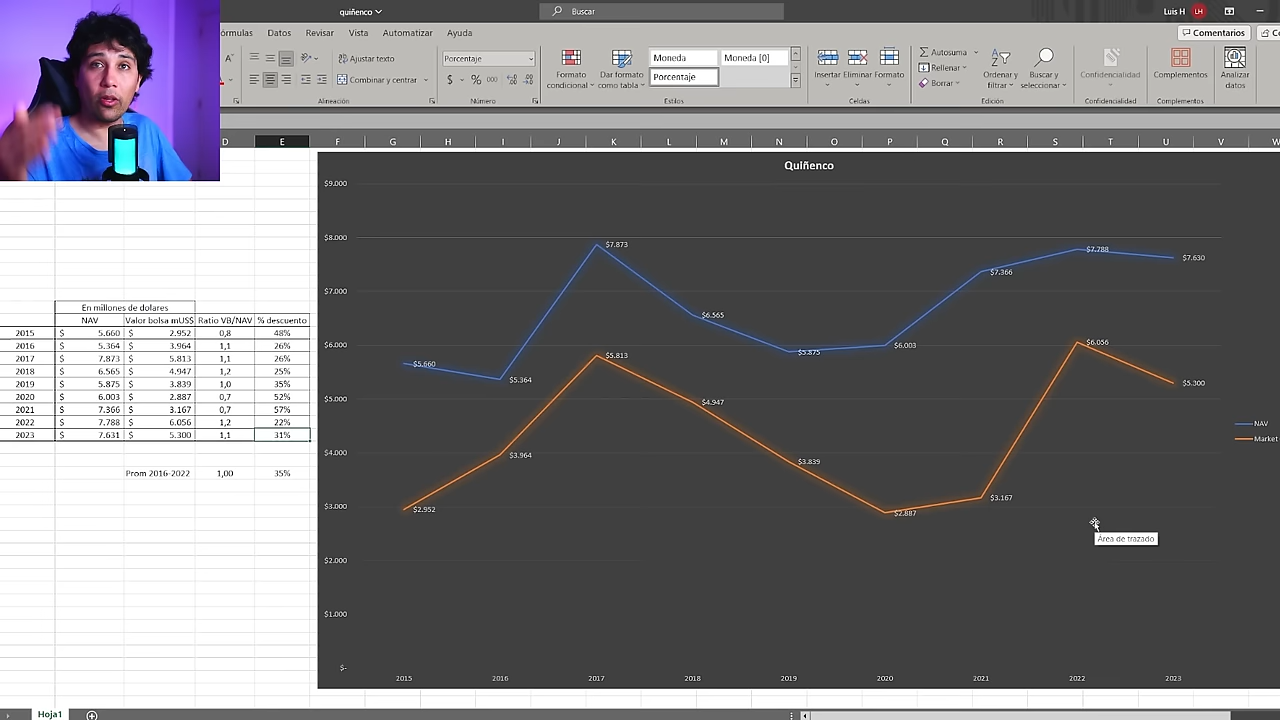 quiñenco
Buscar
Luis H
LH
órmulas Datos Revisar Vista Automatizar Ayuda
Comentarios
Ajustar texto
Combinar y centrar
Alineación
Porcentaje
$ % 000
Número
Formato condicional
Dar formato como tabla
Moneda
Moneda [0]
Porcentaje
Estilos
Insertar
Eliminar
Formato
Celdas
Autosuma
Rellenar
Borrar
Ordenar y filtrar
Buscar y seleccionar
Edición
Confidencialidad
Confidencialidad
Complementos
Complementos
Analizar datos
D E F G H I J K L M N O P Q R S T U V W
En millones de dolares
NAV Valor bolsa mUS$ Ratio VB/NAV % descuento
2015 $ 5.660 $ 2.952 0,8 48%
2016 $ 5.364 $ 3.964 1,1 26%
2017 $ 7.873 $ 5.813 1,1 26%
2018 $ 6.565 $ 4.947 1,2 25%
2019 $ 5.875 $ 3.839 1,0 35%
2020 $ 6.003 $ 2.887 0,7 52%
2021 $ 7.366 $ 3.167 0,7 57%
2022 $ 7.788 $ 6.056 1,2 22%
2023 $ 7.631 $ 5.300 1,1 31%
Prom 2016-2022 1,00 35%
Quiñenco
$9.000
$8.000
$7.000
$6.000
$5.000
$4.000
$3.000
$2.000
$1.000
$-
$5.660
$5.364
$7.873
$6.565
$5.875
$6.003
$7.366
$7.788
$7.630
$2.952
$3.964
$5.813
$4.947
$3.839
$2.887
$3.167
$6.056
$5.300
NAV
Market
Área de trazado
2015 2016 2017 2018 2019 2020 2021 2022 2023
Hoja1